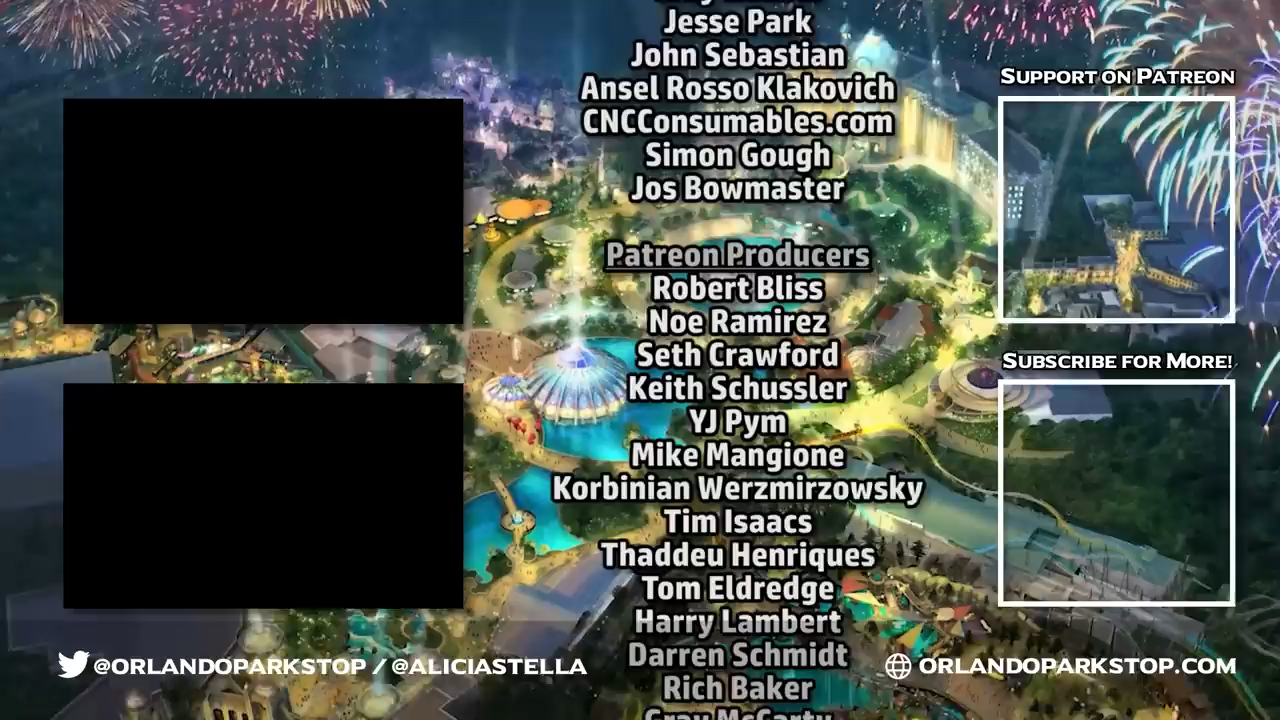 Jesse Park
John Sebastian
Ansel Rosso Klakovich
CNCConsumables.com
Simon Gough
Jos Bowmaster
Patreon Producers
Robert Bliss
Noe Ramirez
Seth Crawford
Keith Schussler
YJ Pym
Mike Mangione
Korbinian Werzmirzowsky
Tim Isaacs
Thaddeu Henriques
Tom Eldredge
Harry Lambert
Darren Schmidt
Rich Baker
SUPPORT ON PATREON
SUBSCRIBE FOR MORE!
@ORLANDOPARKSTOP / @ALICIASTELLA
ORLANDOPARKSTOP.COM